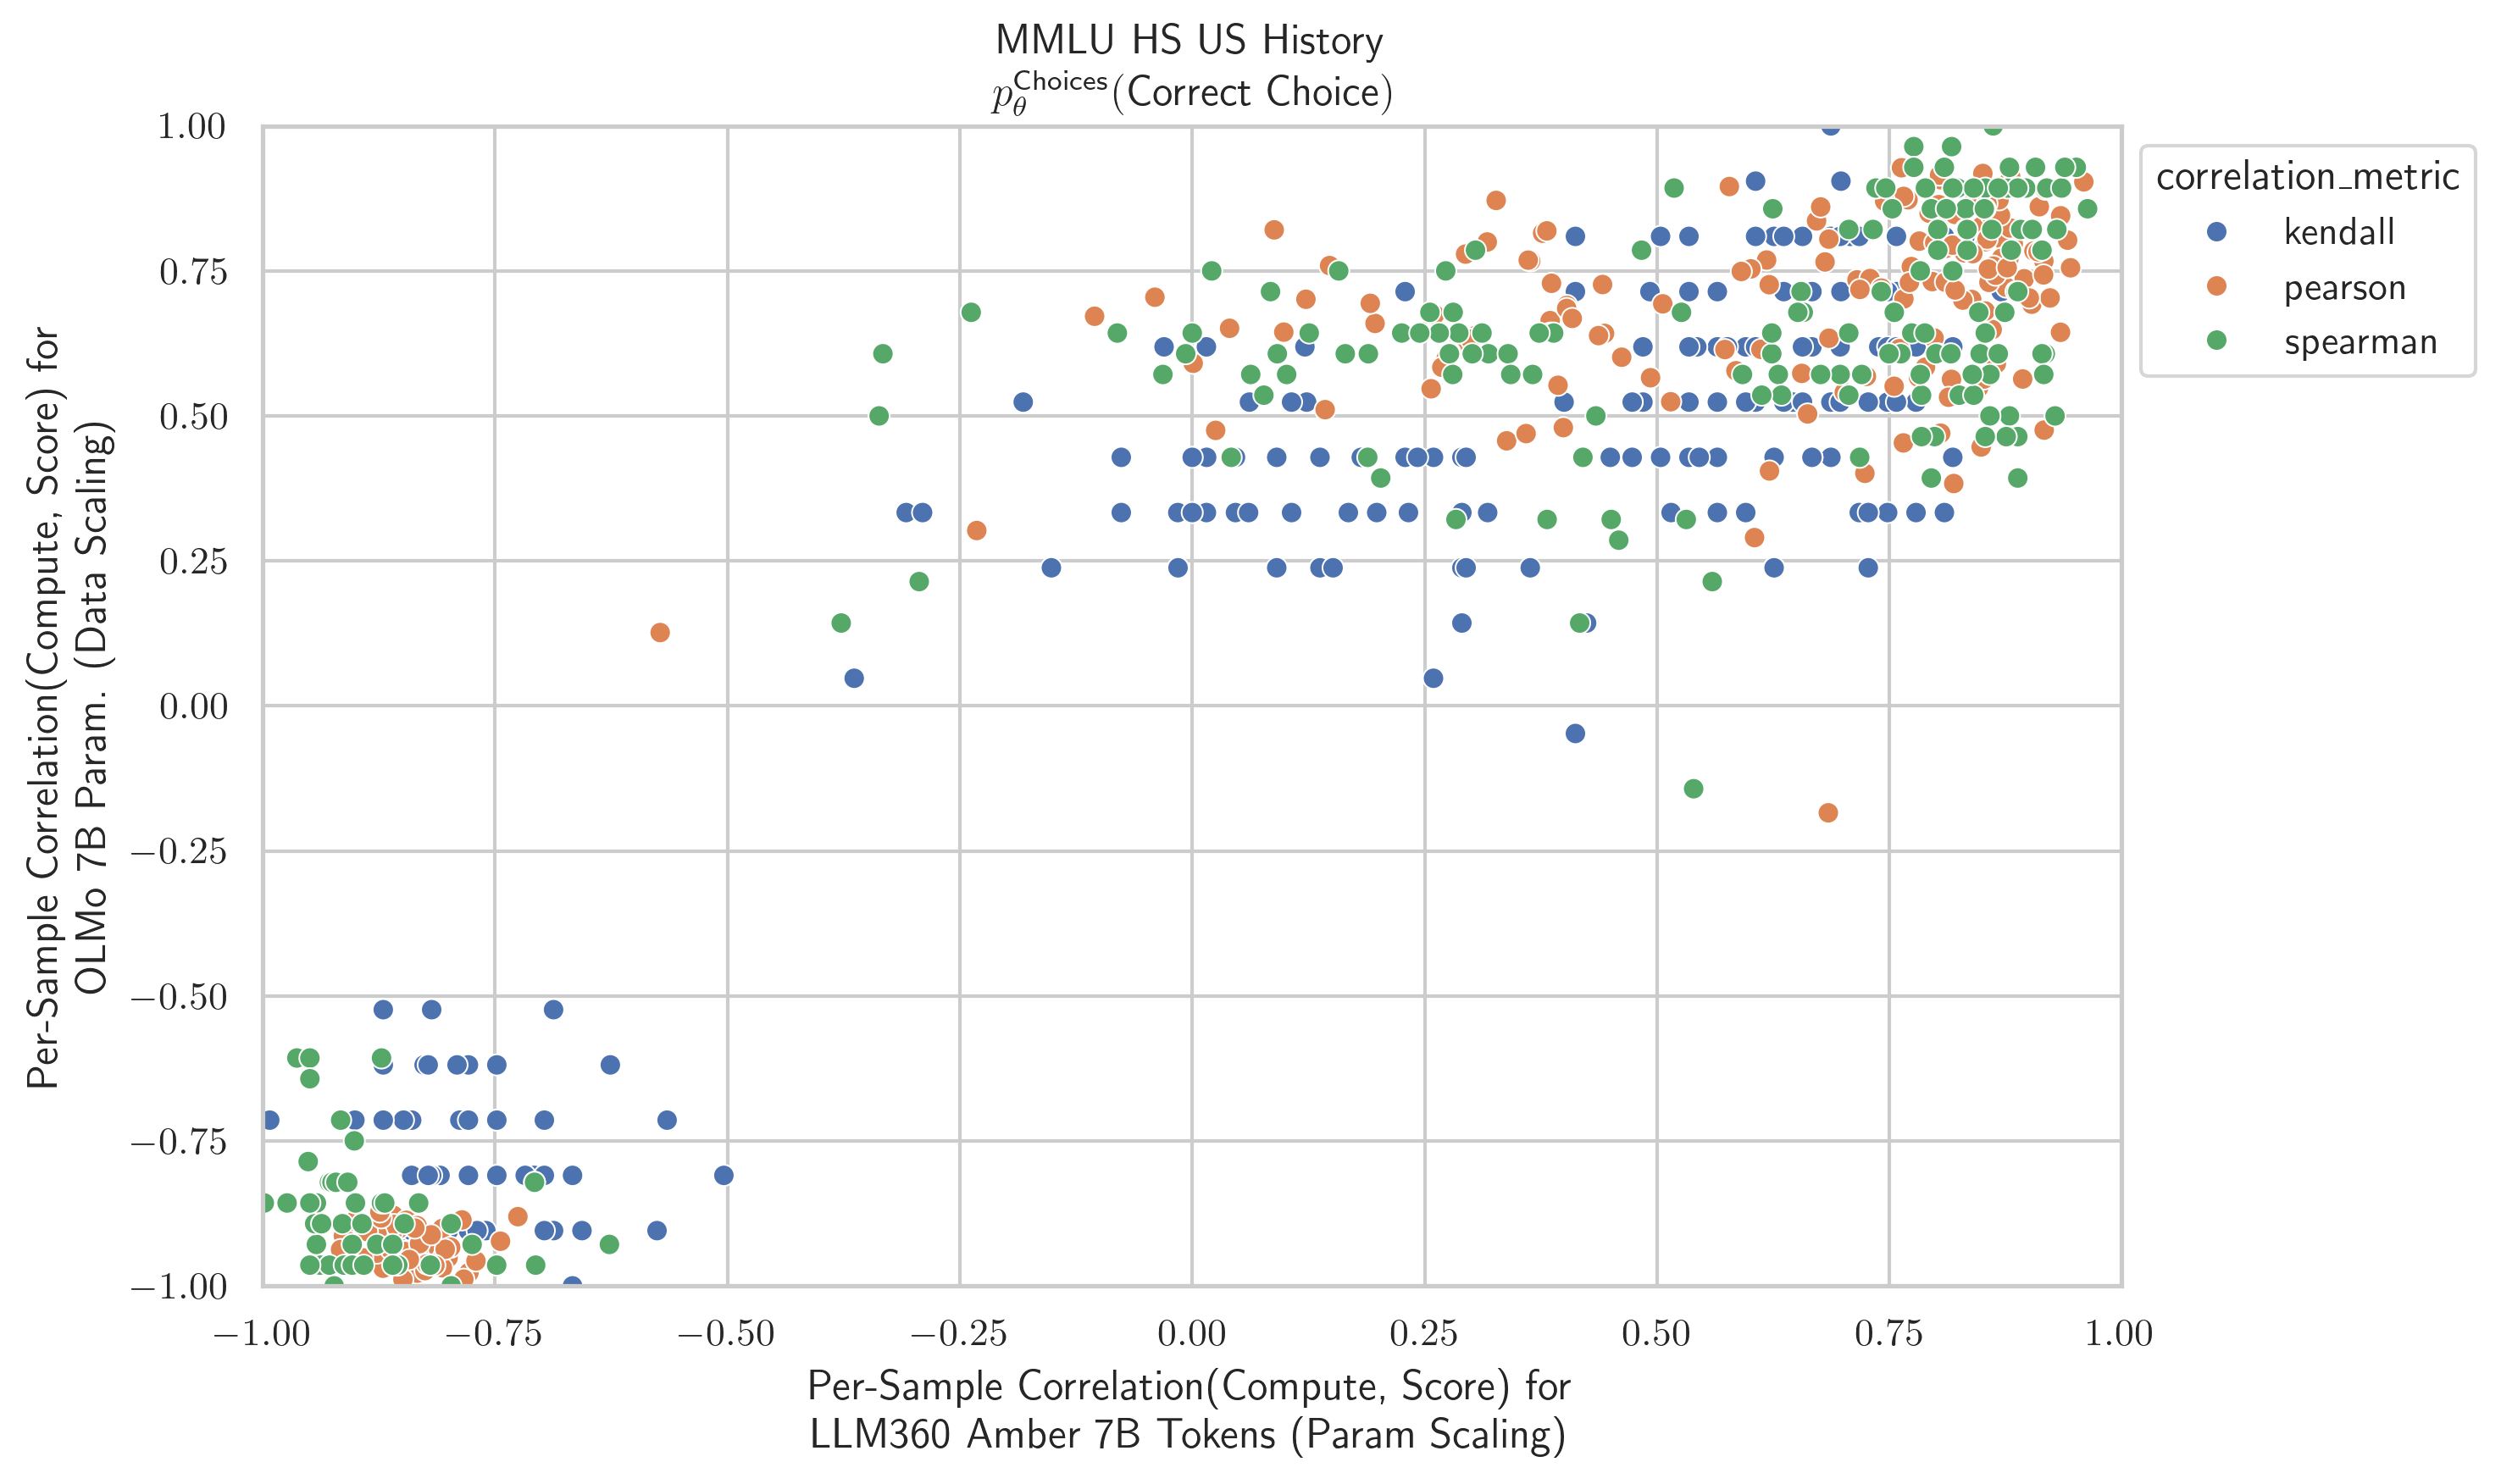 MMLU HS US History
p_θ^Choices(Correct Choice)
1.00
0.75
0.50
0.25
0.00
−0.25
−0.50
−0.75
−1.00
Per-Sample Correlation(Compute, Score) for
OLMo 7B Param. (Data Scaling)
−1.00 −0.75 −0.50 −0.25 0.00 0.25 0.50 0.75 1.00
Per-Sample Correlation(Compute, Score) for
LLM360 Amber 7B Tokens (Param Scaling)
correlation_metric
kendall
pearson
spearman